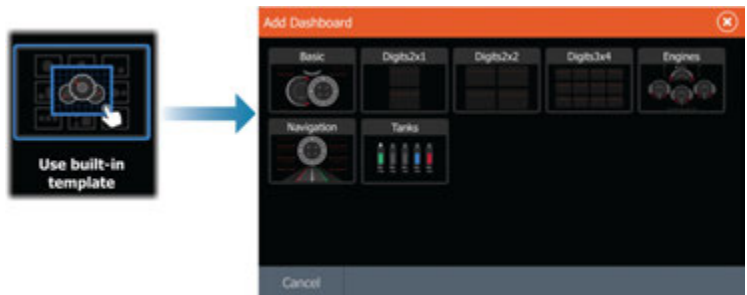 Add Dashboard
Basic
Digits2x1
Digits2x2
Digits3x4
Engines
Navigation
Tanks
Use built-in
template
Cancel